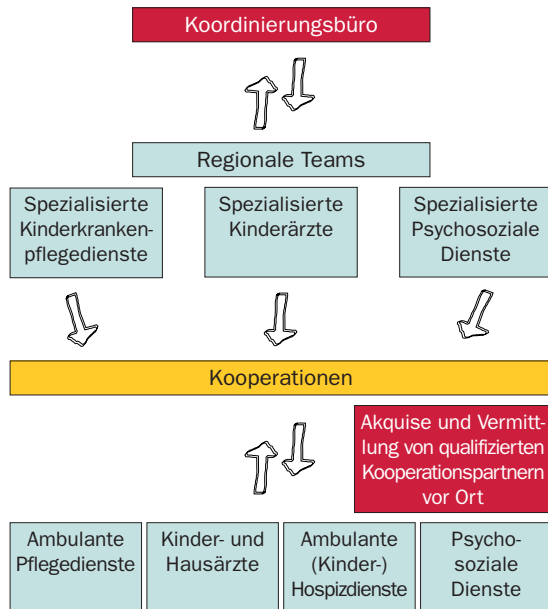 Koordinierungsbüro
Regionale Teams
Spezialisierte
Kinderkranken-
pflegedienste
Spezialisierte
Kinderärzte
Spezialisierte
Psychosoziale
Dienste
Kooperationen
Akquise und Vermitt-
lung von qualifizierten
Kooperationspartnern
vor Ort
Ambulante
Pflegedienste
Kinder- und
Hausärzte
Ambulante
(Kinder-)
Hospizdienste
Psycho-
soziale
Dienste